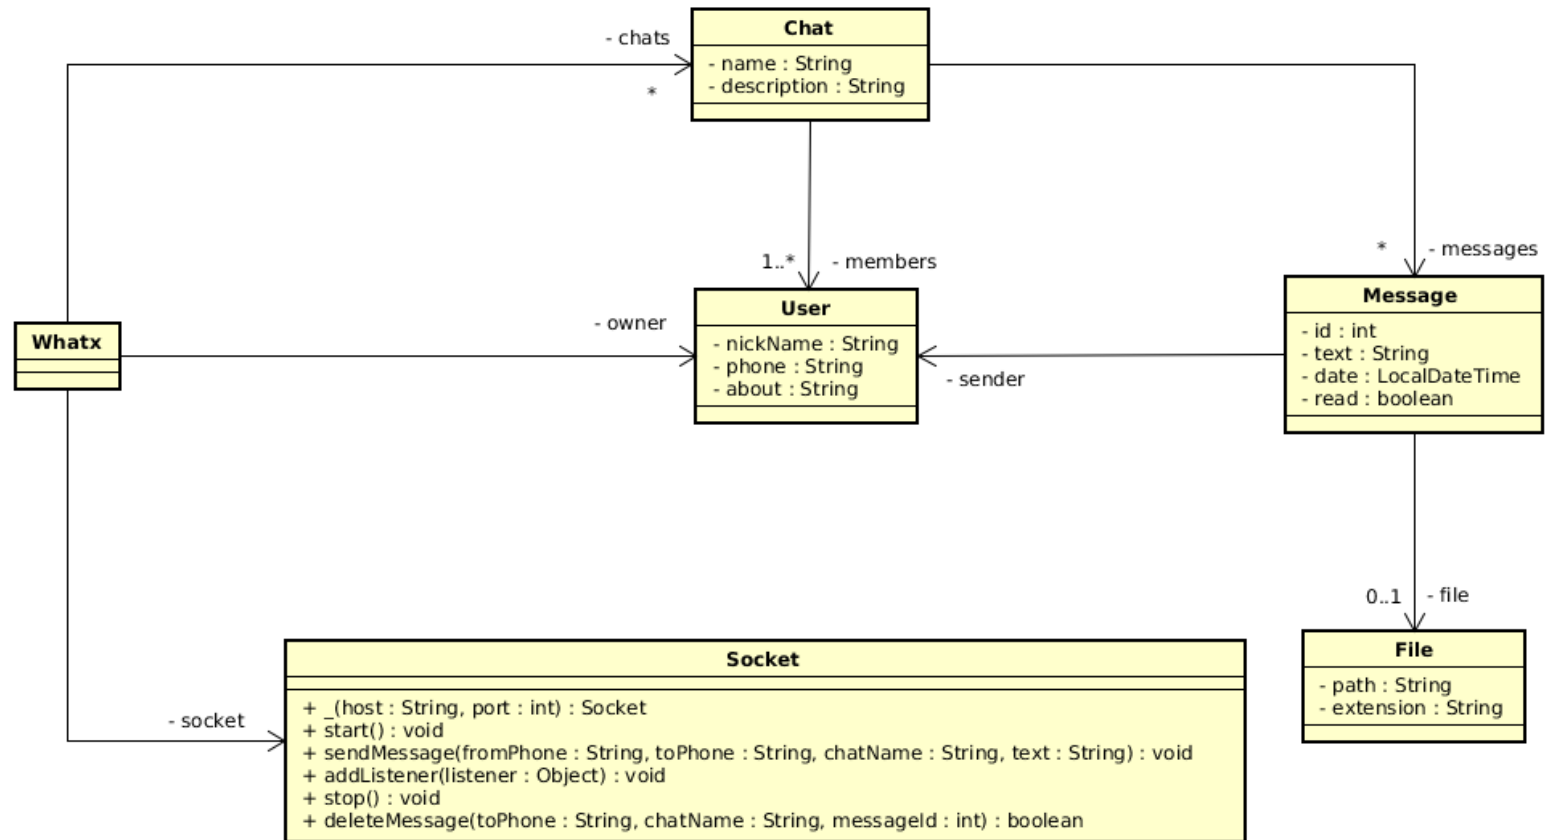 - chats
*
Chat
- name : String
- description : String
1..*
- members
* - messages
User
- nickName : String
- phone : String
- about : String
Message
- id : int
- text : String
- date : LocalDateTime
- read : boolean
Whatx
- owner
- sender
0..1 - file
File
- path : String
- extension : String
- socket
Socket
+ _(host : String, port : int) : Socket
+ start() : void
+ sendMessage(fromPhone : String, toPhone : String, chatName : String, text : String) : void
+ addListener(listener : Object) : void
+ stop() : void
+ deleteMessage(toPhone : String, chatName : String, messageId : int) : boolean